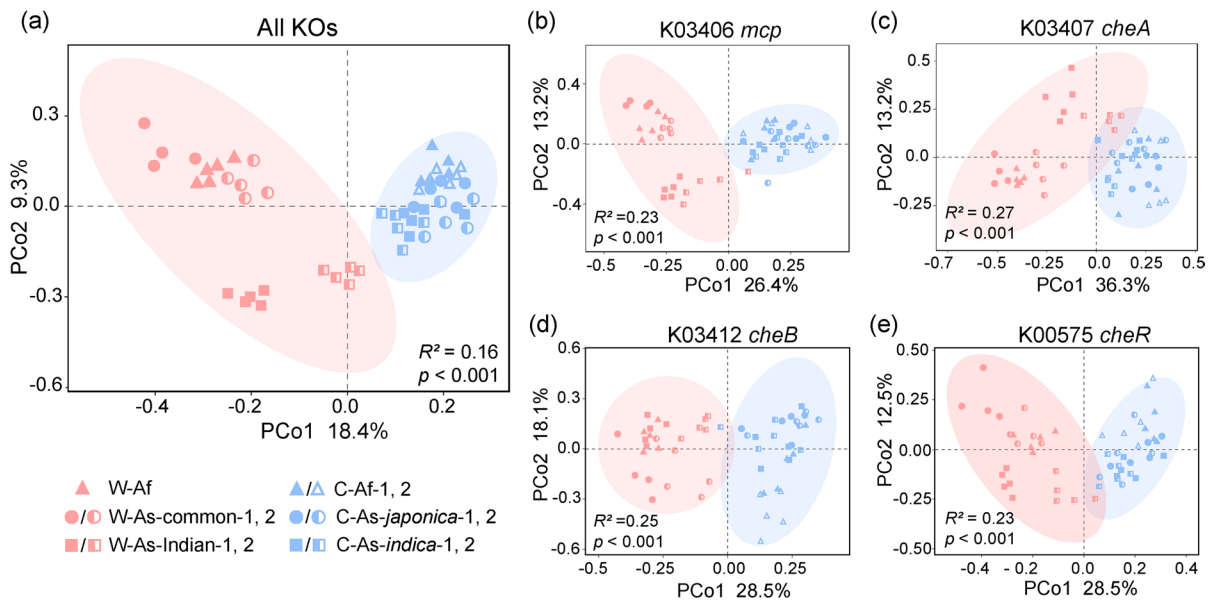 (a)
All KOs
PCo2 9.3%
0.3
0.0
-0.3
-0.6
R² = 0.16
p < 0.001
-0.4
-0.2
0.0
0.2
PCo1 18.4%
(b)
K03406 mcp
PCo2 13.2%
0.4
0.0
-0.4
R² =0.23
p < 0.001
-0.5
-0.25
0.00
0.25
PCo1 26.4%
(c)
K03407 cheA
PCo2 13.2%
0.5
0.25
0.0
-0.25
R² = 0.27
p < 0.001
-0.7
-0.5
-0.25
0.0
0.25
0.5
PCo1 36.3%
(d)
K03412 cheB
PCo2 18.1%
0.6
0.3
0.0
-0.3
-0.6
R² =0.25
p < 0.001
-0.5
-0.25
0.00
0.25
0.5
PCo1 28.5%
(e)
K00575 cheR
PCo2 12.5%
0.50
0.25
0.00
-0.25
-0.50
R² = 0.23
p < 0.001
-0.4
- 0.2
0.0
0.2
0.4
PCo1 28.5%
W-Af
/ W-As-common-1, 2
/ W-As-Indian-1, 2
/ C-Af-1, 2
/ C-As-japonica-1, 2
/ C-As-indica-1, 2